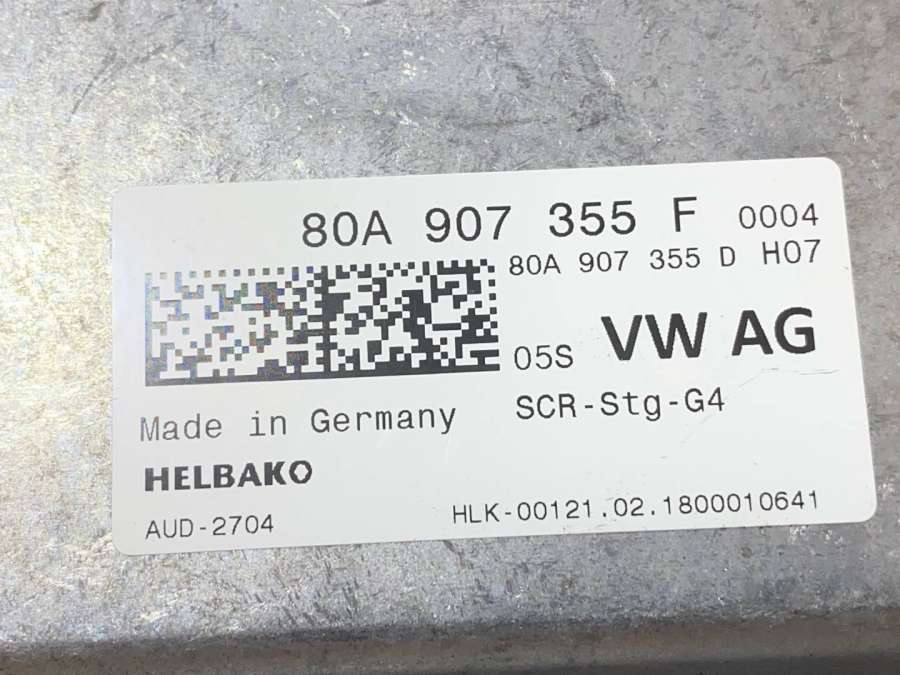 80A 907 355 F 0004
80A 907 355 D H07
05S VW AG
SCR-Stg-G4
Made in Germany
HELBAKO
AUD-2704
HLK-00121.02.1800010641